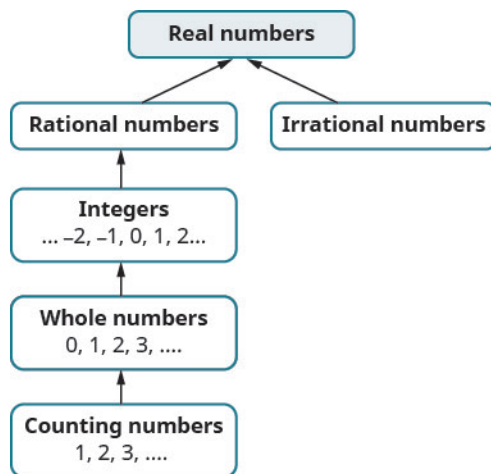 Real numbers
Rational numbers
Irrational numbers
Integers
... –2, –1, 0, 1, 2...
Whole numbers
0, 1, 2, 3, ....
Counting numbers
1, 2, 3, ....